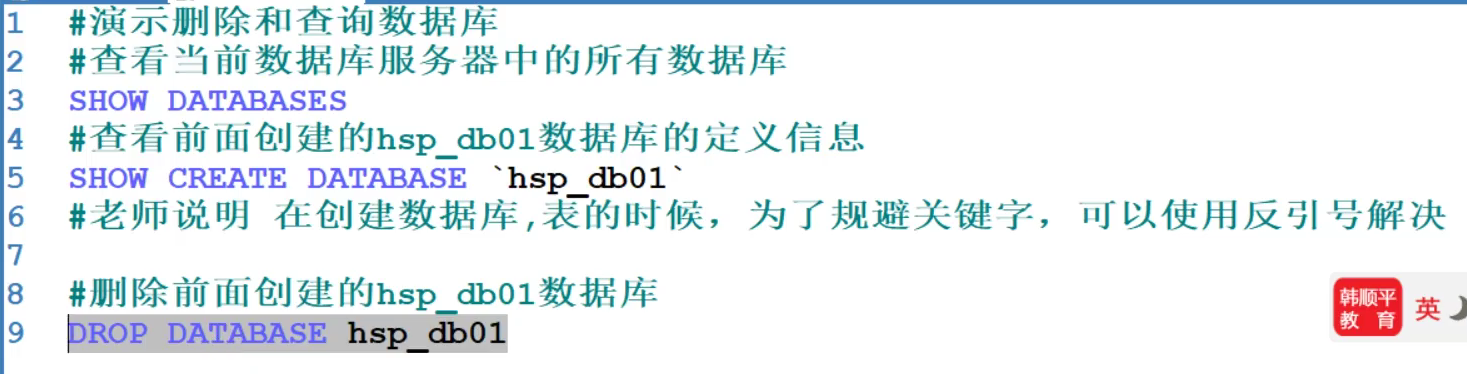 1 #演示删除和查询数据库
2 #查看当前数据库服务器中的所有数据库
3 SHOW DATABASES
4 #查看前面创建的hsp_db01数据库的定义信息
5 SHOW CREATE DATABASE `hsp_db01`
6 #老师说明 在创建数据库,表的时候，为了规避关键字，可以使用反引号解决
7
8 #删除前面创建的hsp_db01数据库
9 DROP DATABASE hsp_db01
韩顺平
教 育
英